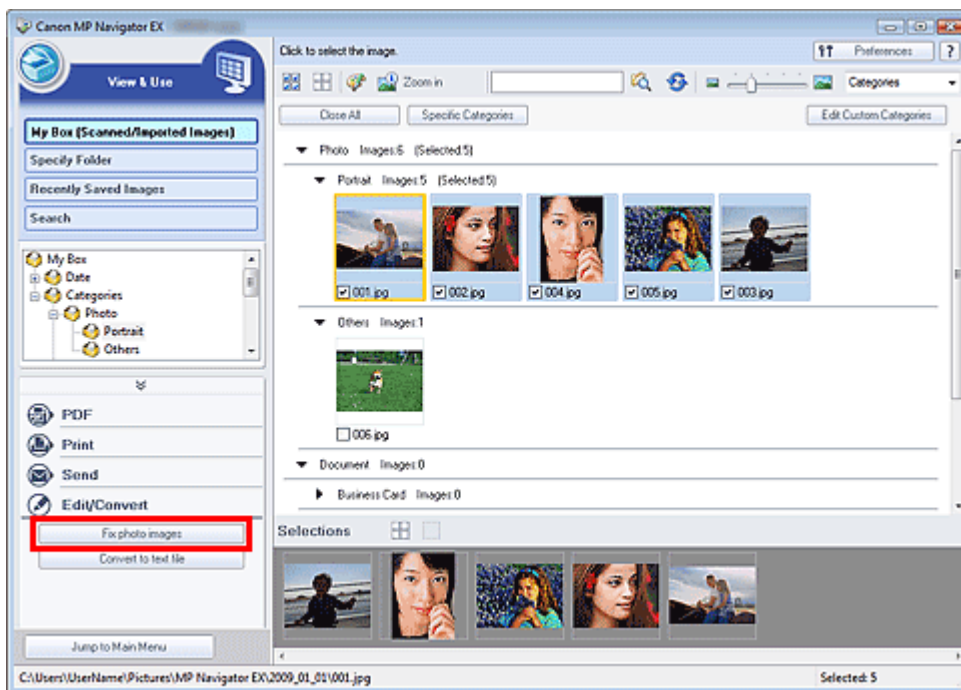 Canon MP Navigator EX
Click to select the image.
Preferences
?
View & Use
Zoom in
Categories
Close All
Specific Categories
Edit Custom Categories
My Box (Scanned/Imported Images)
Specify Folder
Recently Saved Images
Search
My Box
Date
Categories
Photo
Portrait
Others
PDF
Print
Send
Edit/Convert
Fix photo images
Convert to text file
Jump to Main Menu
Photo Images:6 (Selected:5)
Portrait Images:5 (Selected:5)
001.jpg
002.jpg
004.jpg
005.jpg
003.jpg
Others Images:1
006.jpg
Document Images:0
Business Card Images:0
Selections
C:\Users\UserName\Pictures\MP Navigator EX\2009_01_01\001.jpg
Selected: 5